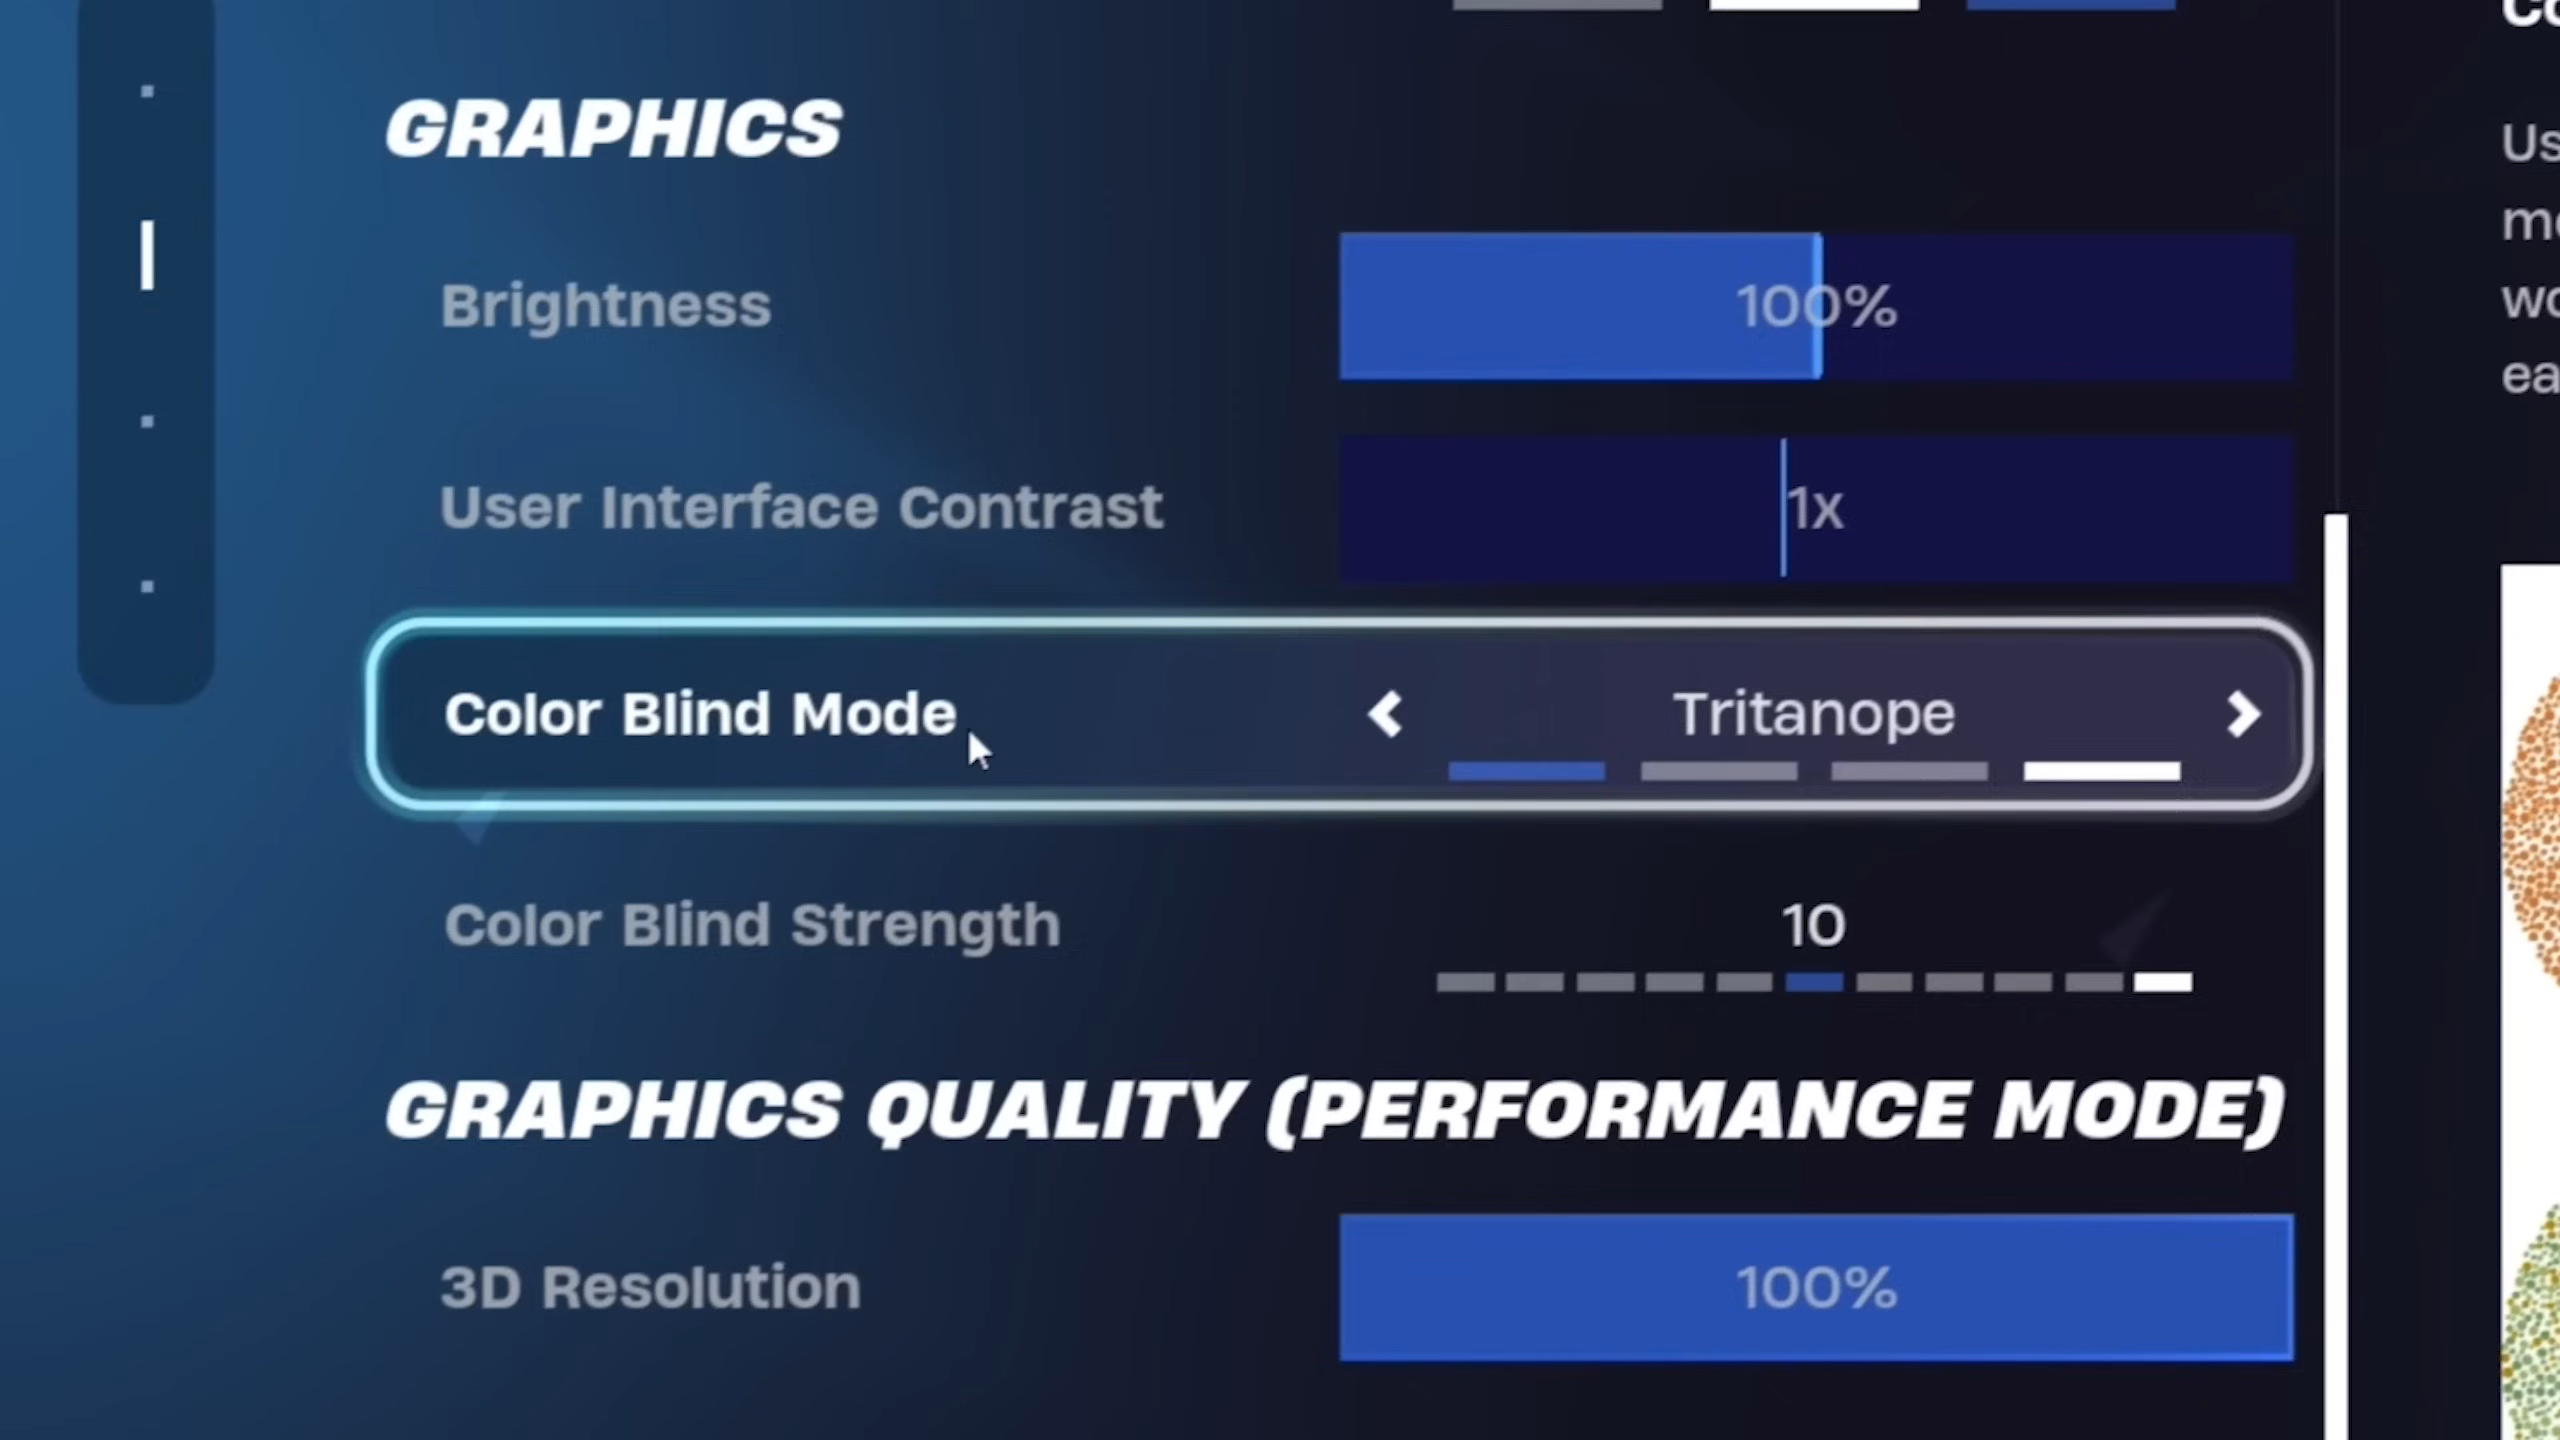 GRAPHICS
Brightness
100%
User Interface Contrast
1x
Color Blind Mode
Tritanope
Color Blind Strength
10
GRAPHICS QUALITY (PERFORMANCE MODE)
3D Resolution
100%